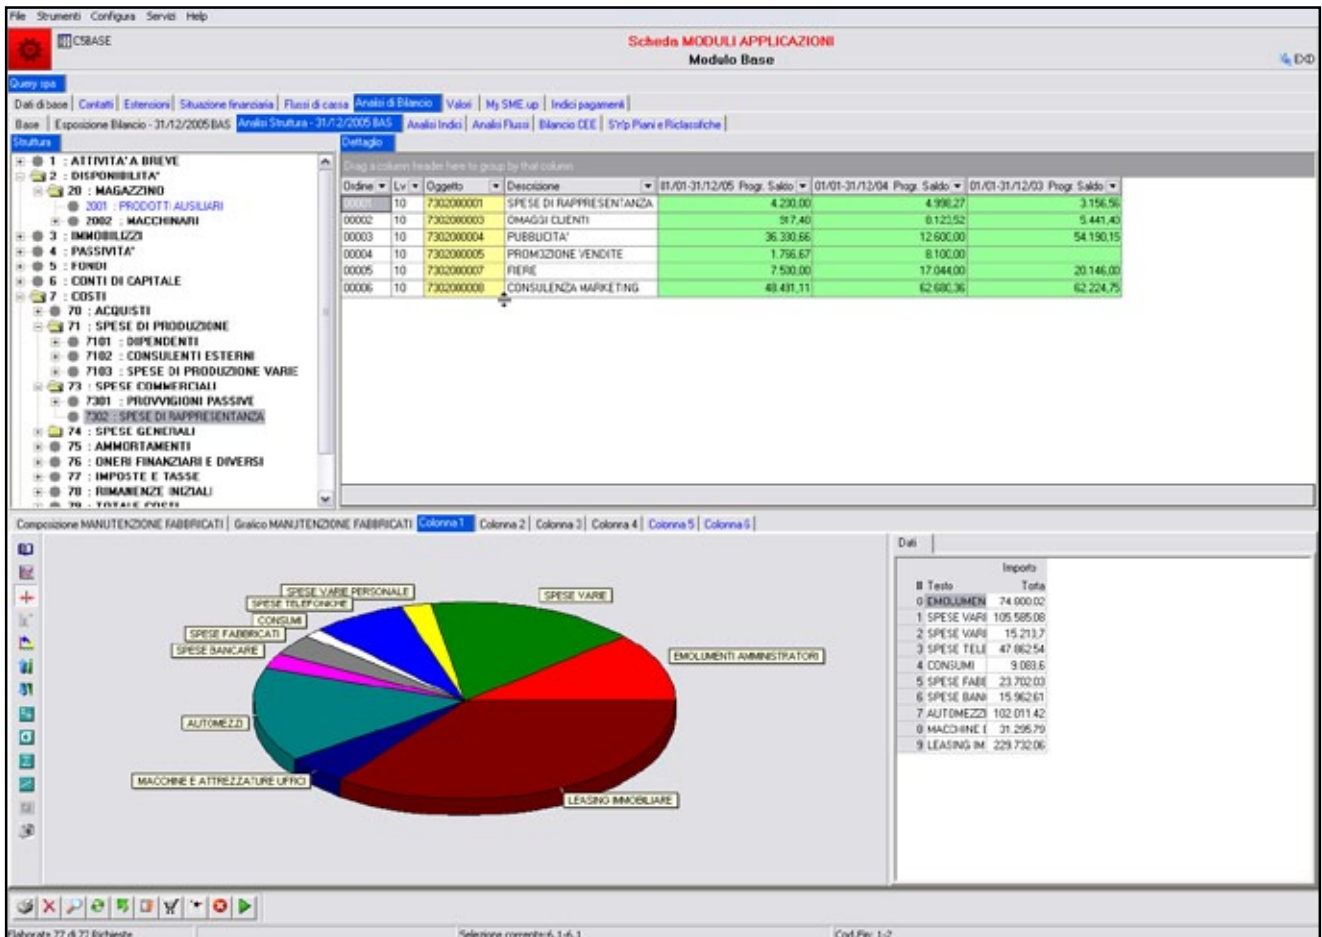 File Strumenti Configura Servizi Help
C5BASE
Scheda MODULI APPLICAZIONI
Modulo Base
Query spa
Dati di base Contatti Estensioni Situazione finanziaria Flussi di cassa Analisi di Bilancio Valori My SME.up Indici pagamenti
Base Esposizione Bilancio - 31/12/2005 BAS Analisi Struttura - 31/12/2005 BAS Analisi Indici Analisi Flussi Bilancio CEE Piani e Riclassifiche
Struttura
1 : ATTIVITA' A BREVE
2 : DISPONIBILITA'
20 : MAGAZZINO
2001 : PRODOTTI AUSILIARI
2002 : MACCHINARI
3 : IMMOBILIZZI
4 : PASSIVITA'
5 : FONDI
6 : CONTI DI CAPITALE
7 : COSTI
70 : ACQUISTI
71 : SPESE DI PRODUZIONE
7101 : DIPENDENTI
7102 : CONSULENTI ESTERNI
7103 : SPESE DI PRODUZIONE VARIE
73 : SPESE COMMERCIALI
7301 : PROVVIGIONI PASSIVE
7302 : SPESE DI RAPPRESENTANZA
74 : SPESE GENERALI
75 : AMMORTAMENTI
76 : ONERI FINANZIARI E DIVERSI
77 : IMPOSTE E TASSE
78 : RIMANENZE INIZIALI
79 : TOTALE COSTI
Dettaglio
Drag a column header here to group by that column
Ordine Lv Oggetto Descrizione 01/01-31/12/05 Progr. Saldo 01/01-31/12/04 Progr. Saldo 01/01-31/12/03 Progr. Saldo
00001 10 7302000001 SPESE DI RAPPRESENTANZA 4.200,00 4.998,27 3.156,56
00002 10 7302000003 OMAGGI CLIENTI 917,40 8.123,52 5.441,43
00003 10 7302000004 PUBBLICITA' 36.330,66 12.600,00 54.190,15
00004 10 7302000005 PROMOZIONE VENDITE 1.756,67 8.100,00
00005 10 7302000007 FIERE 7.500,00 17.044,00 20.146,00
00006 10 7302000008 CONSULENZA MARKETING 48.491,11 62.680,36 62.224,75
Composizione MANUTENZIONE FABBRICATI Grafico MANUTENZIONE FABBRICATI Colonna 1 Colonna 2 Colonna 3 Colonna 4 Colonna 5 Colonna 6
SPESE VARIE PERSONALE
SPESE VARIE
SPESE TELEFONICHE
CONSUMI
SPESE FABBRICATI
SPESE BANCARE
EMOLUMENTI AMMINISTRATORI
AUTOMEZZI
MACCHINE E ATTREZZATURE UFFICI
LEASING IMMOBILIARE
Dati
Importo
# Testo Torta
0 EMOLUMEN 74.000,02
1 SPESE VARI 105.585,08
2 SPESE VARI 15.213,7
3 SPESE TELE 47.862,54
4 CONSUMI 9.083,6
5 SPESE FABE 23.702,03
6 SPESE BAN 15.962,61
7 AUTOMEZZI 102.011,42
8 MACCHINE E 31.295,79
9 LEASING IM 229.732,06
Elaborate 77 di 77 Richieste Selezione corrente:6,1-6,1 Cod.Fin: 1-2